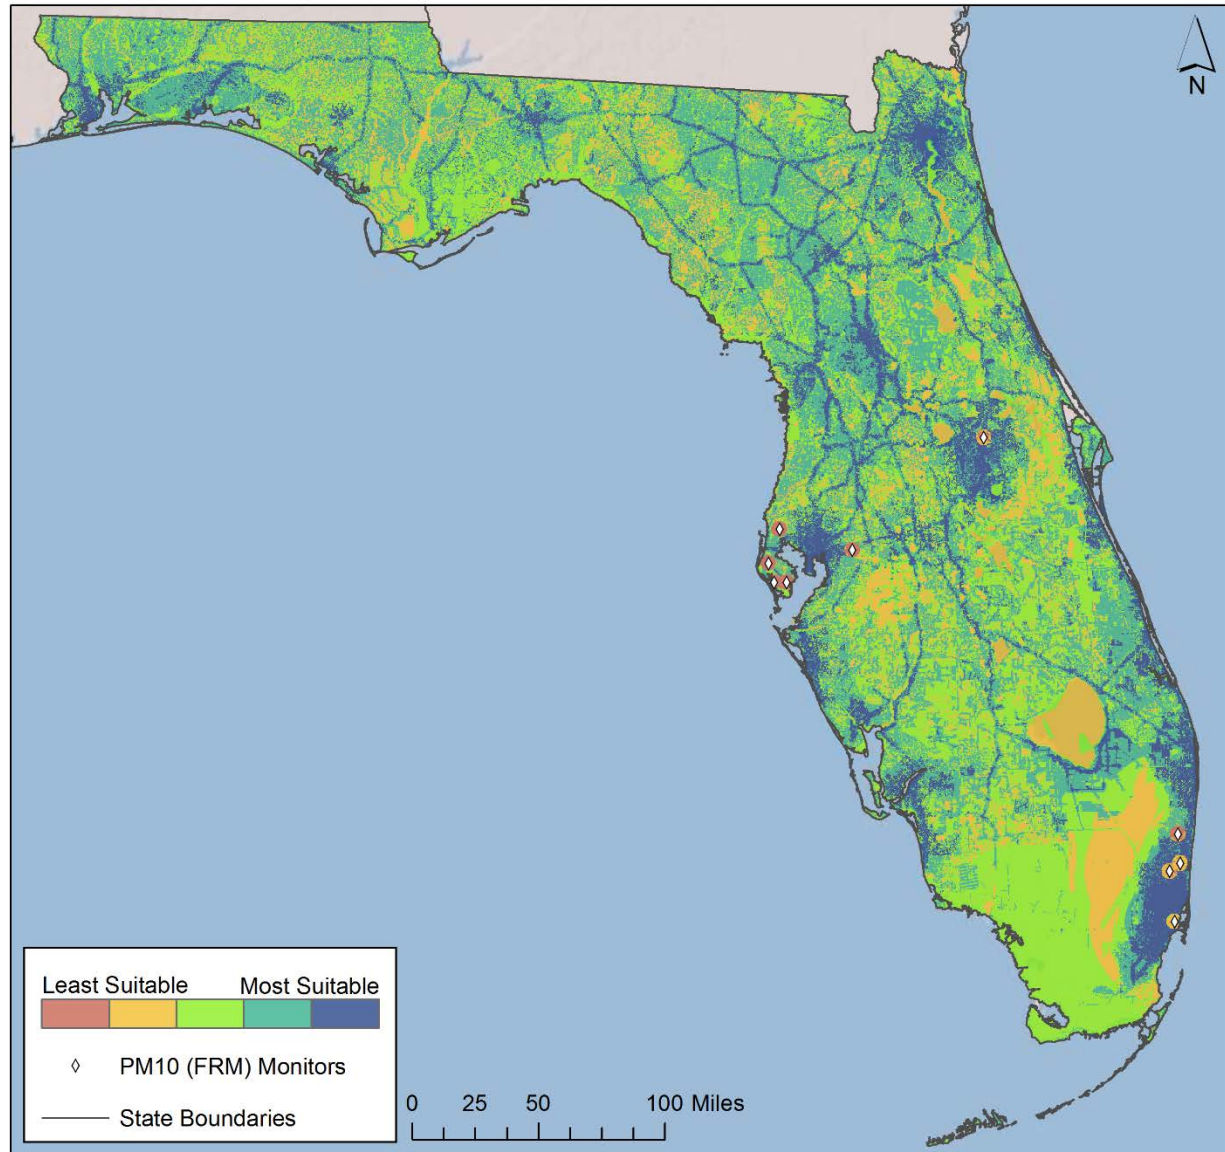 N
Least Suitable Most Suitable
PM10 (FRM) Monitors
State Boundaries
0 25 50 100 Miles